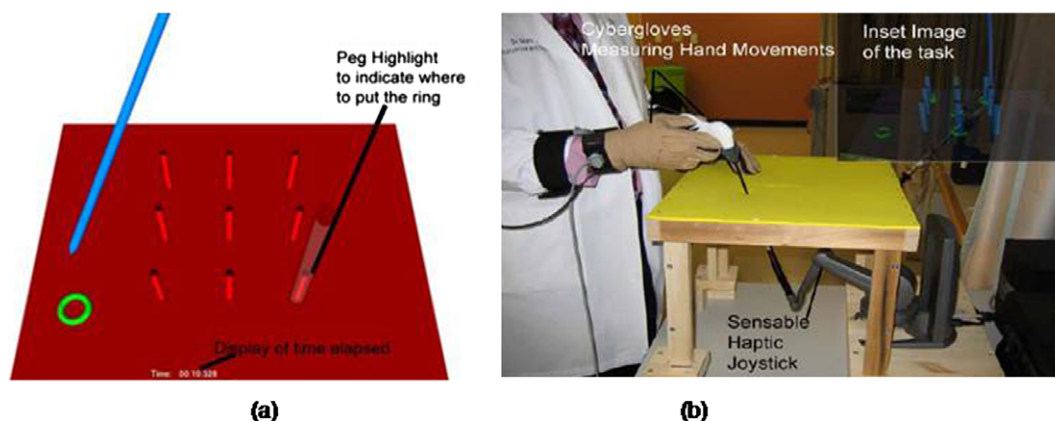 Peg Highlight
to indicate where
to put the ring
Display of time elapsed
Time: 00:10:328
(a)
Cybergloves
Measuring Hand Movements
Inset Image
of the task
Sensable
Haptic
Joystick
(b)